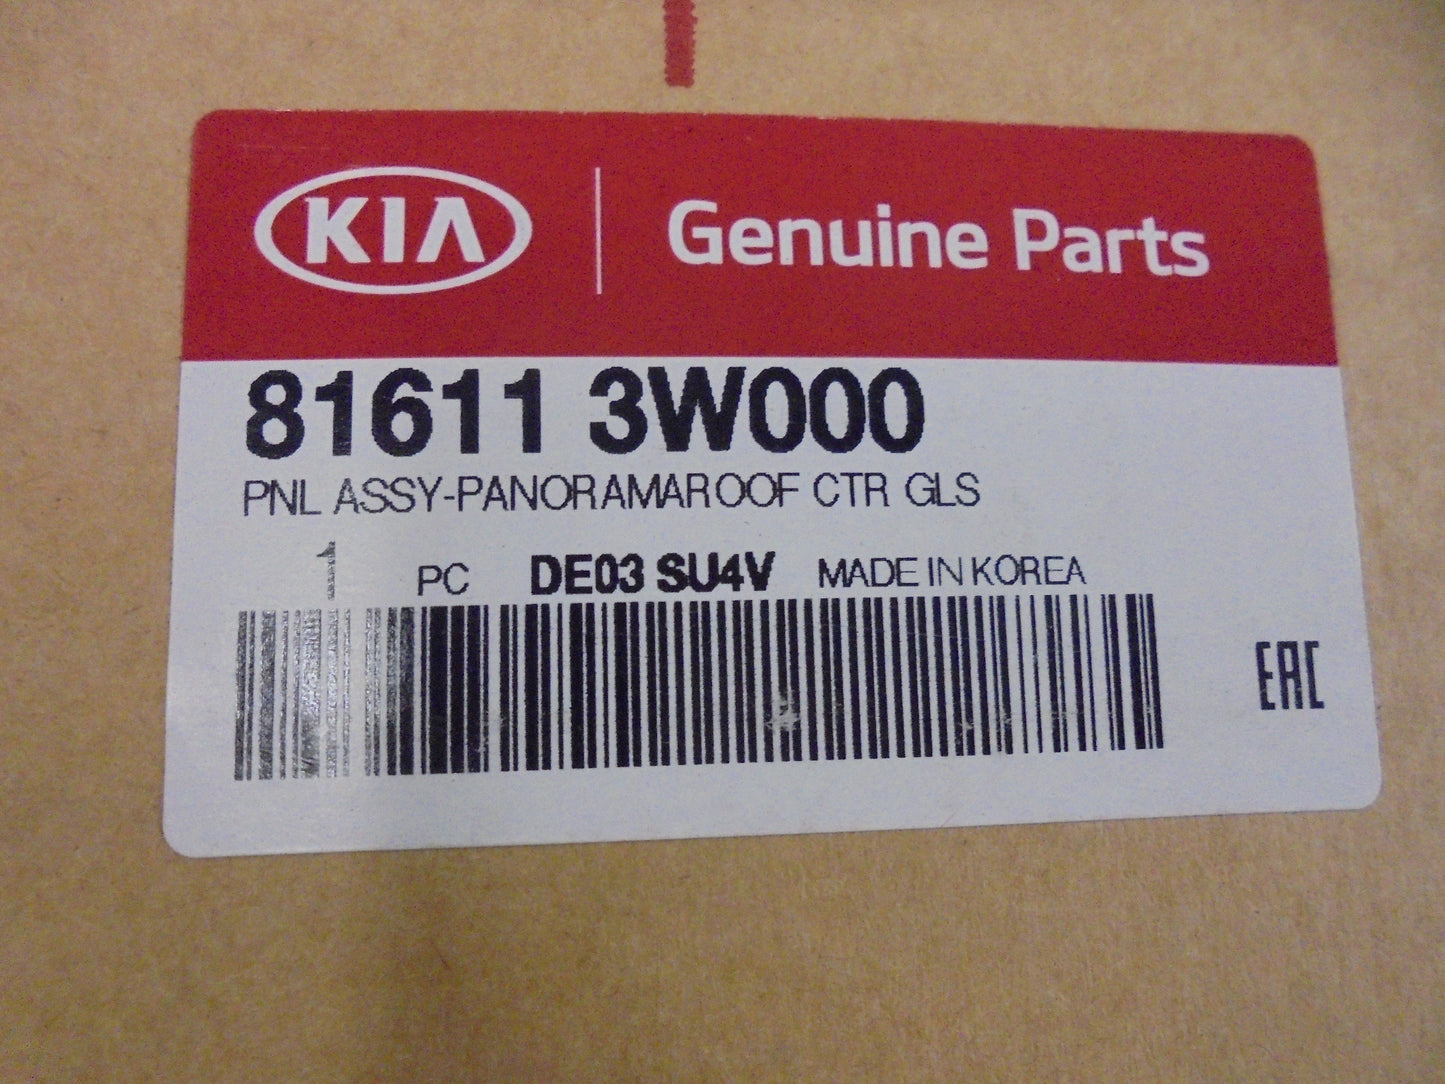 KIA Genuine Parts
81611 3W000
PNL ASSY-PANORAMAROOF CTR GLS
1 PC DE03 SU4V MADE IN KOREA
EAC